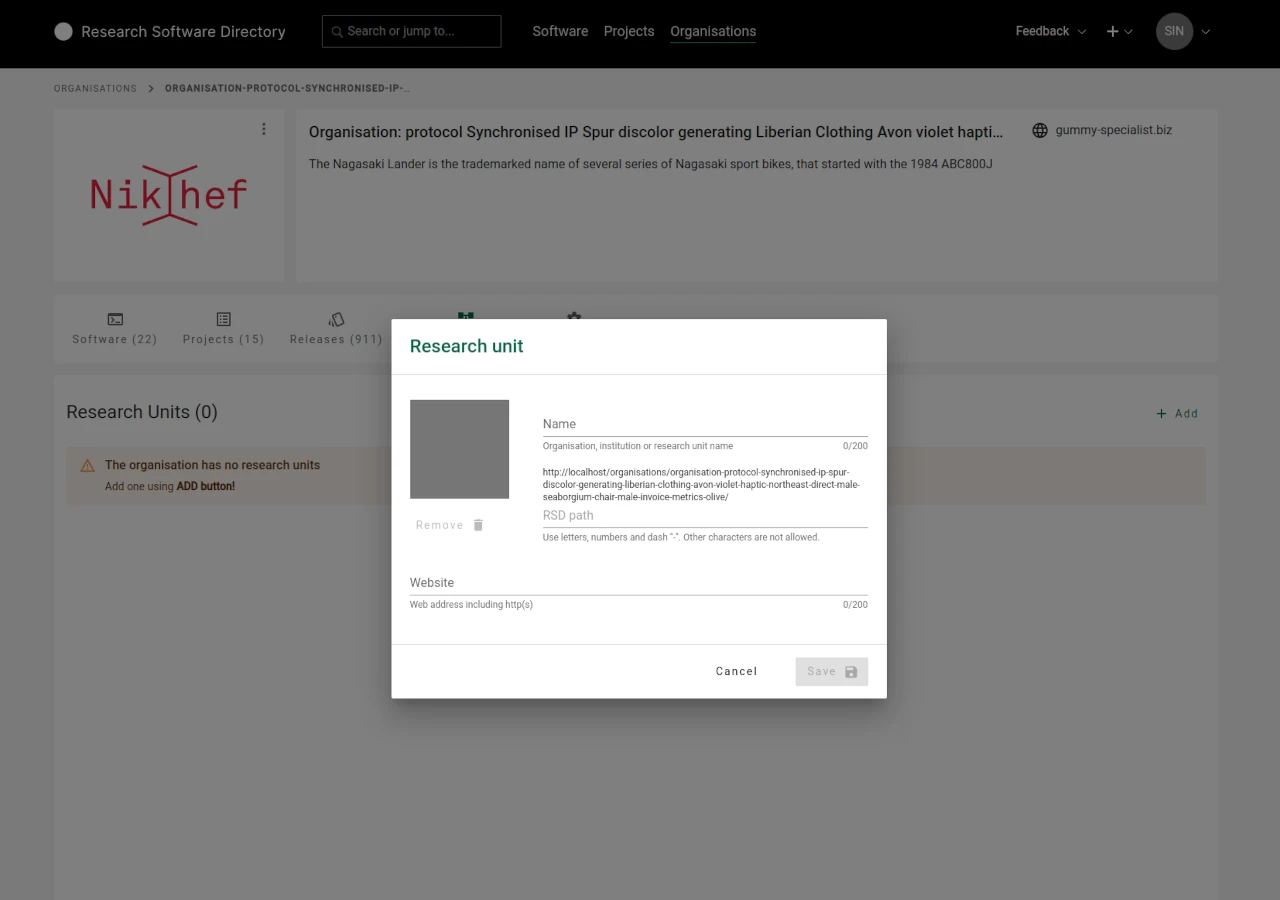 Research Software Directory
Search or jump to...
Software
Projects
Organisations
Feedback
SIN
ORGANISATIONS
ORGANISATION-PROTOCOL-SYNCHRONISED-IP-..
Nikhef
Organisation: protocol Synchronised IP Spur discolor generating Liberian Clothing Avon violet hapti...
gummy-specialist.biz
The Nagasaki Lander is the trademarked name of several series of Nagasaki sport bikes, that started with the 1984 ABC800J
Software (22)
Projects (15)
Releases (911)
Research Units (0)
+ Add
The organisation has no research units
Add one using ADD button!
Research unit
Name
Organisation, institution or research unit name
0/200
http://localhost/organisations/organisation-protocol-synchronised-ip-spur-
discolor-generating-liberian-clothing-avon-violet-haptic-northeast-direct-male-
seaborgium-chair-male-invoice-metrics-olive/
RSD path
Use letters, numbers and dash "-". Other characters are not allowed.
Remove
Website
Web address including http(s)
0/200
Cancel
Save